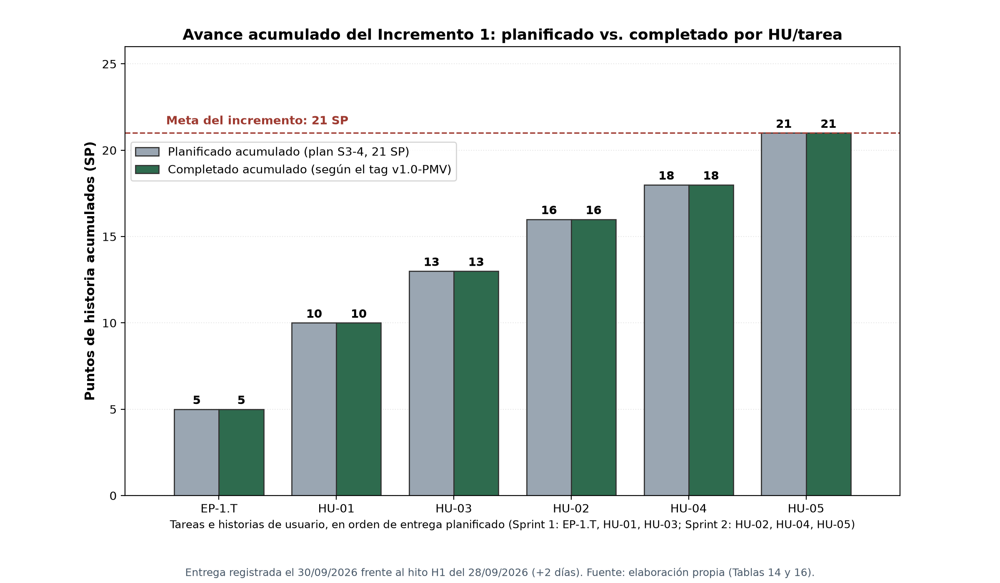 Avance acumulado del Incremento 1: planificado vs. completado por HU/tarea
Puntos de historia acumulados (SP)
25
20
15
10
5
0
Meta del incremento: 21 SP
Planificado acumulado (plan S3-4, 21 SP)
Completado acumulado (según el tag v1.0-PMV)
5 5
10 10
13 13
16 16
18 18
21 21
EP-1.T HU-01 HU-03 HU-02 HU-04 HU-05
Tareas e historias de usuario, en orden de entrega planificado (Sprint 1: EP-1.T, HU-01, HU-03; Sprint 2: HU-02, HU-04, HU-05)
Entrega registrada el 30/09/2026 frente al hito H1 del 28/09/2026 (+2 días). Fuente: elaboración propia (Tablas 14 y 16).